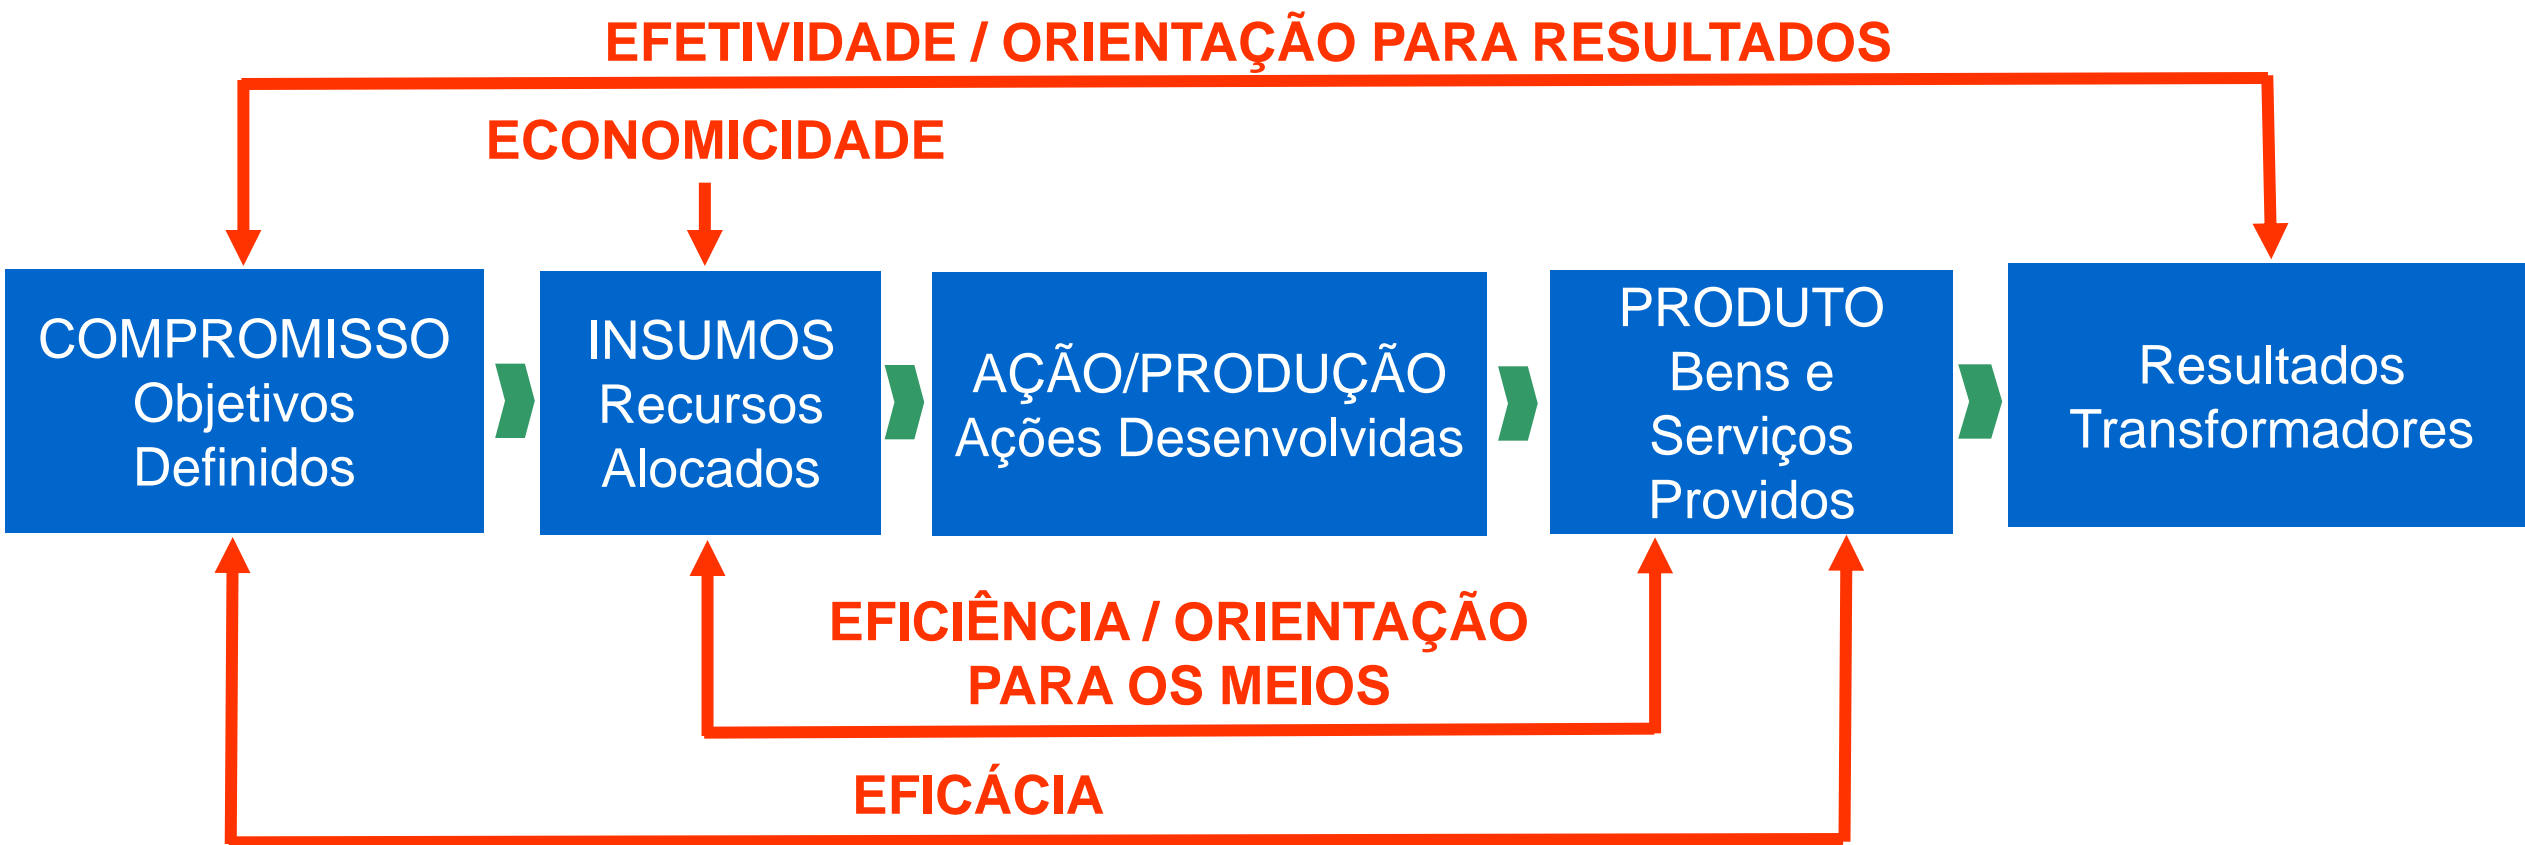 EFETIVIDADE / ORIENTAÇÃO PARA RESULTADOS
ECONOMICIDADE
COMPROMISSO
Objetivos
Definidos
INSUMOS
Recursos
Alocados
AÇÃO/PRODUÇÃO
Ações Desenvolvidas
PRODUTO
Bens e
Serviços
Providos
Resultados
Transformadores
EFICIÊNCIA / ORIENTAÇÃO
PARA OS MEIOS
EFICÁCIA